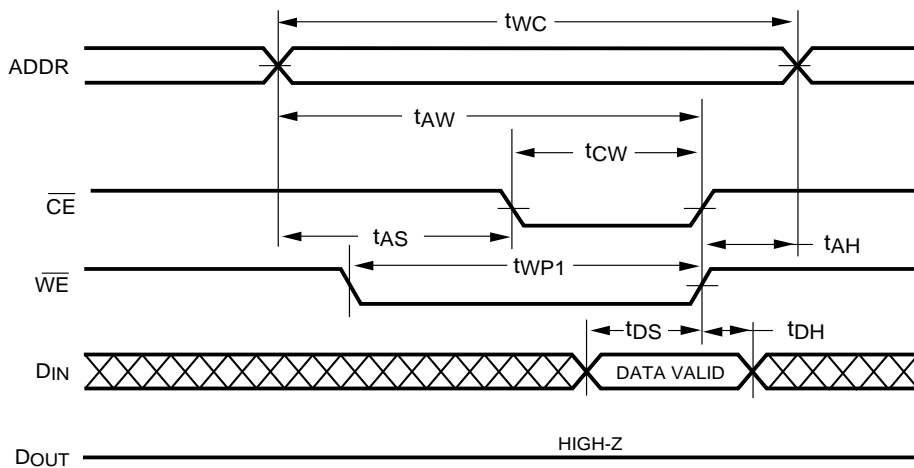 tWC
ADDR
tAW
tCW
CE
tAS
tAH
tWP1
WE
tDS
tDH
DIN
DATA VALID
HIGH-Z
DOUT